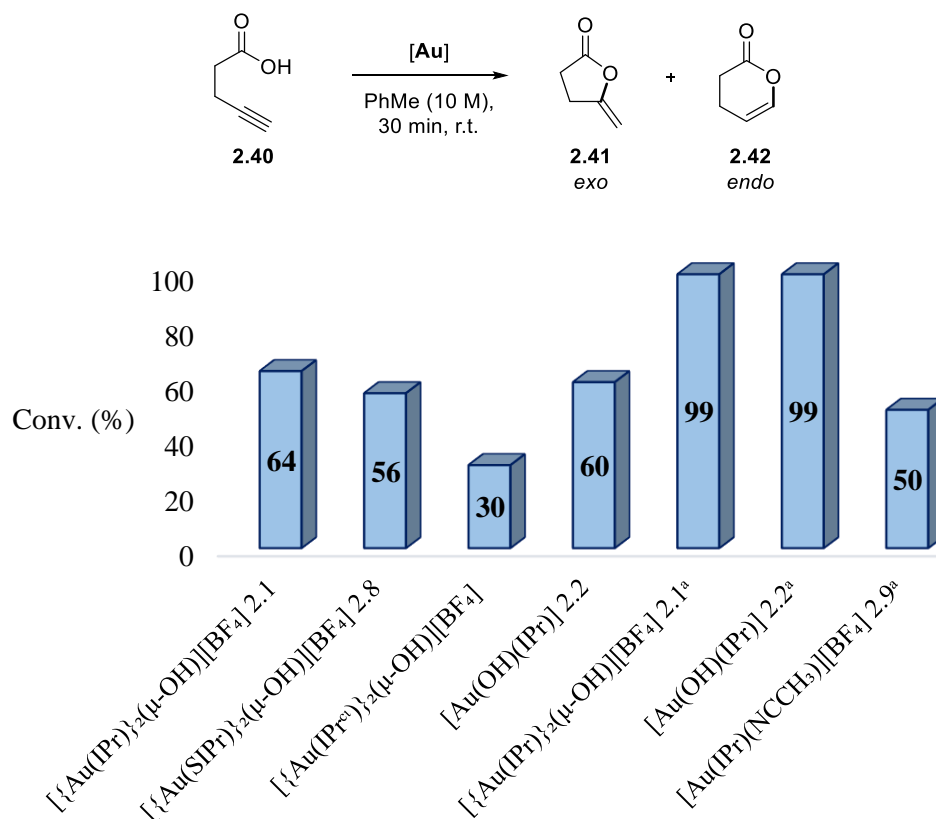 O
OH
2.40
[Au]
PhMe (10 M),
30 min, r.t.
O
O
2.41
exo
+
O
O
2.42
endo
Conv. (%)
100
80
60
40
20
0
64
56
30
60
99
99
50
[{Au(IPr)}₂(μ-OH)][BF₄] 2.1
[{Au(SIPr)}₂(μ-OH)][BF₄] 2.8
[{Au(IPrᶜˡ)}₂(μ-OH)][BF₄]
[Au(OH)(IPr)] 2.2
[{Au(IPr)}₂(μ-OH)][BF₄] 2.1ᵃ
[Au(OH)(IPr)] 2.2ᵃ
[Au(IPr)(NCCH₃)][BF₄] 2.9ᵃ